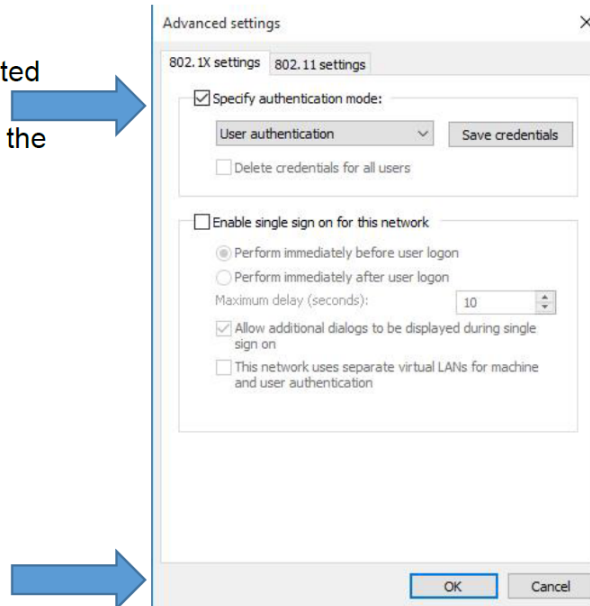 Advanced settings
ted
the
802.1X settings 802.11 settings
Specify authentication mode:
User authentication Save credentials
Delete credentials for all users
Enable single sign on for this network
Perform immediately before user logon
Perform immediately after user logon
Maximum delay (seconds): 10
Allow additional dialogs to be displayed during single
sign on
This network uses separate virtual LANs for machine
and user authentication
OK Cancel